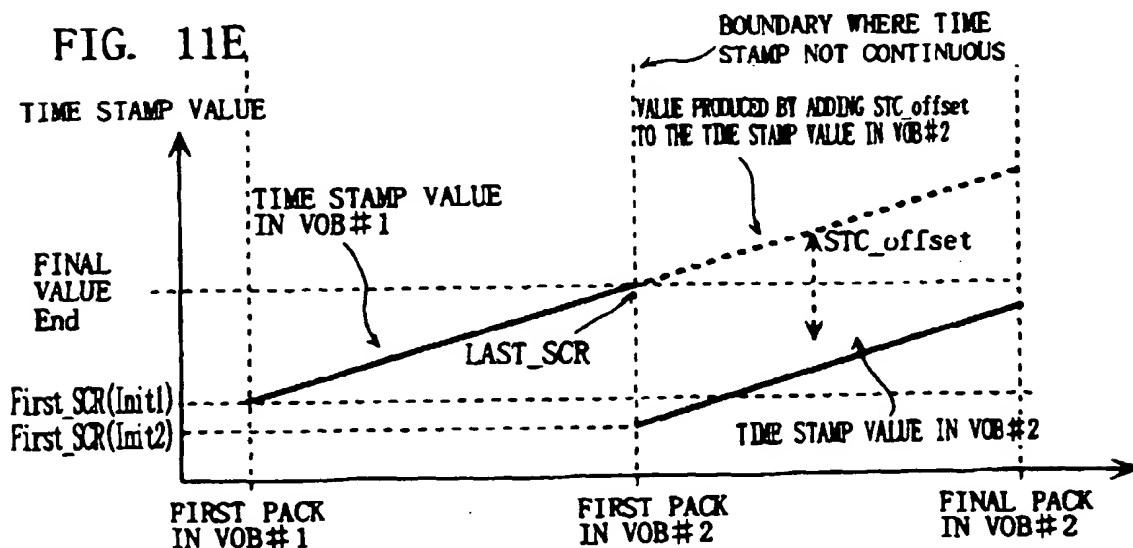 FIG. 11E
BOUNDARY WHERE TIME
STAMP NOT CONTINUOUS
TIME STAMP VALUE
VALUE PRODUCED BY ADDING STC_offset
TO THE TIME STAMP VALUE IN VOB#2
TIME STAMP VALUE
IN VOB#1
STC_offset
FINAL
VALUE
End
LAST_SCR
First_SCR(Init1)
First_SCR(Init2)
TIME STAMP VALUE IN VOB#2
FIRST PACK
IN VOB#1
FIRST PACK
IN VOB#2
FINAL PACK
IN VOB#2